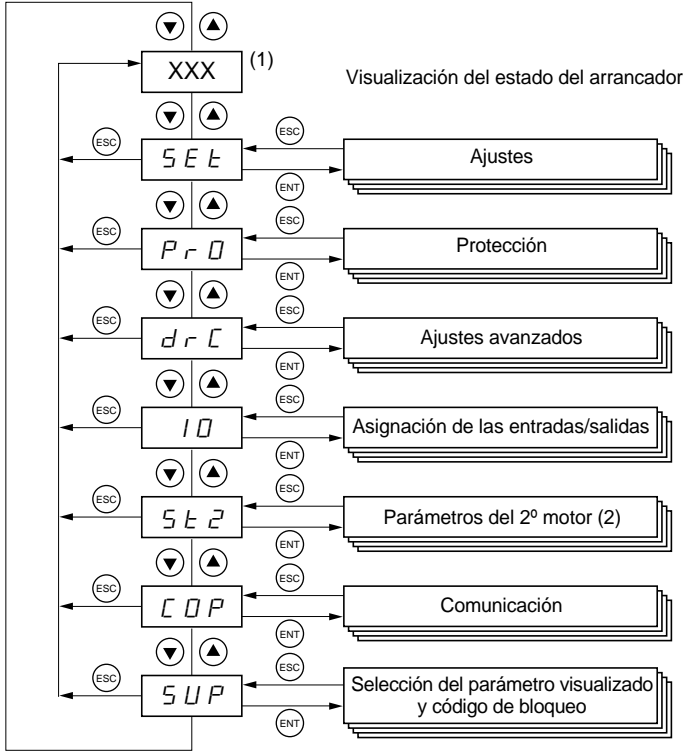 XXX
(1)
Visualización del estado del arrancador
ESC
SEt
ESC
Ajustes
ENT
ESC
ESC
PrO
Protección
ENT
ESC
ESC
drC
Ajustes avanzados
ENT
ESC
ESC
IO
Asignación de las entradas/salidas
ENT
ESC
ESC
St2
Parámetros del 2º motor (2)
ENT
ESC
ESC
COP
Comunicación
ENT
ESC
ESC
SUP
Selección del parámetro visualizado
y código de bloqueo
ENT